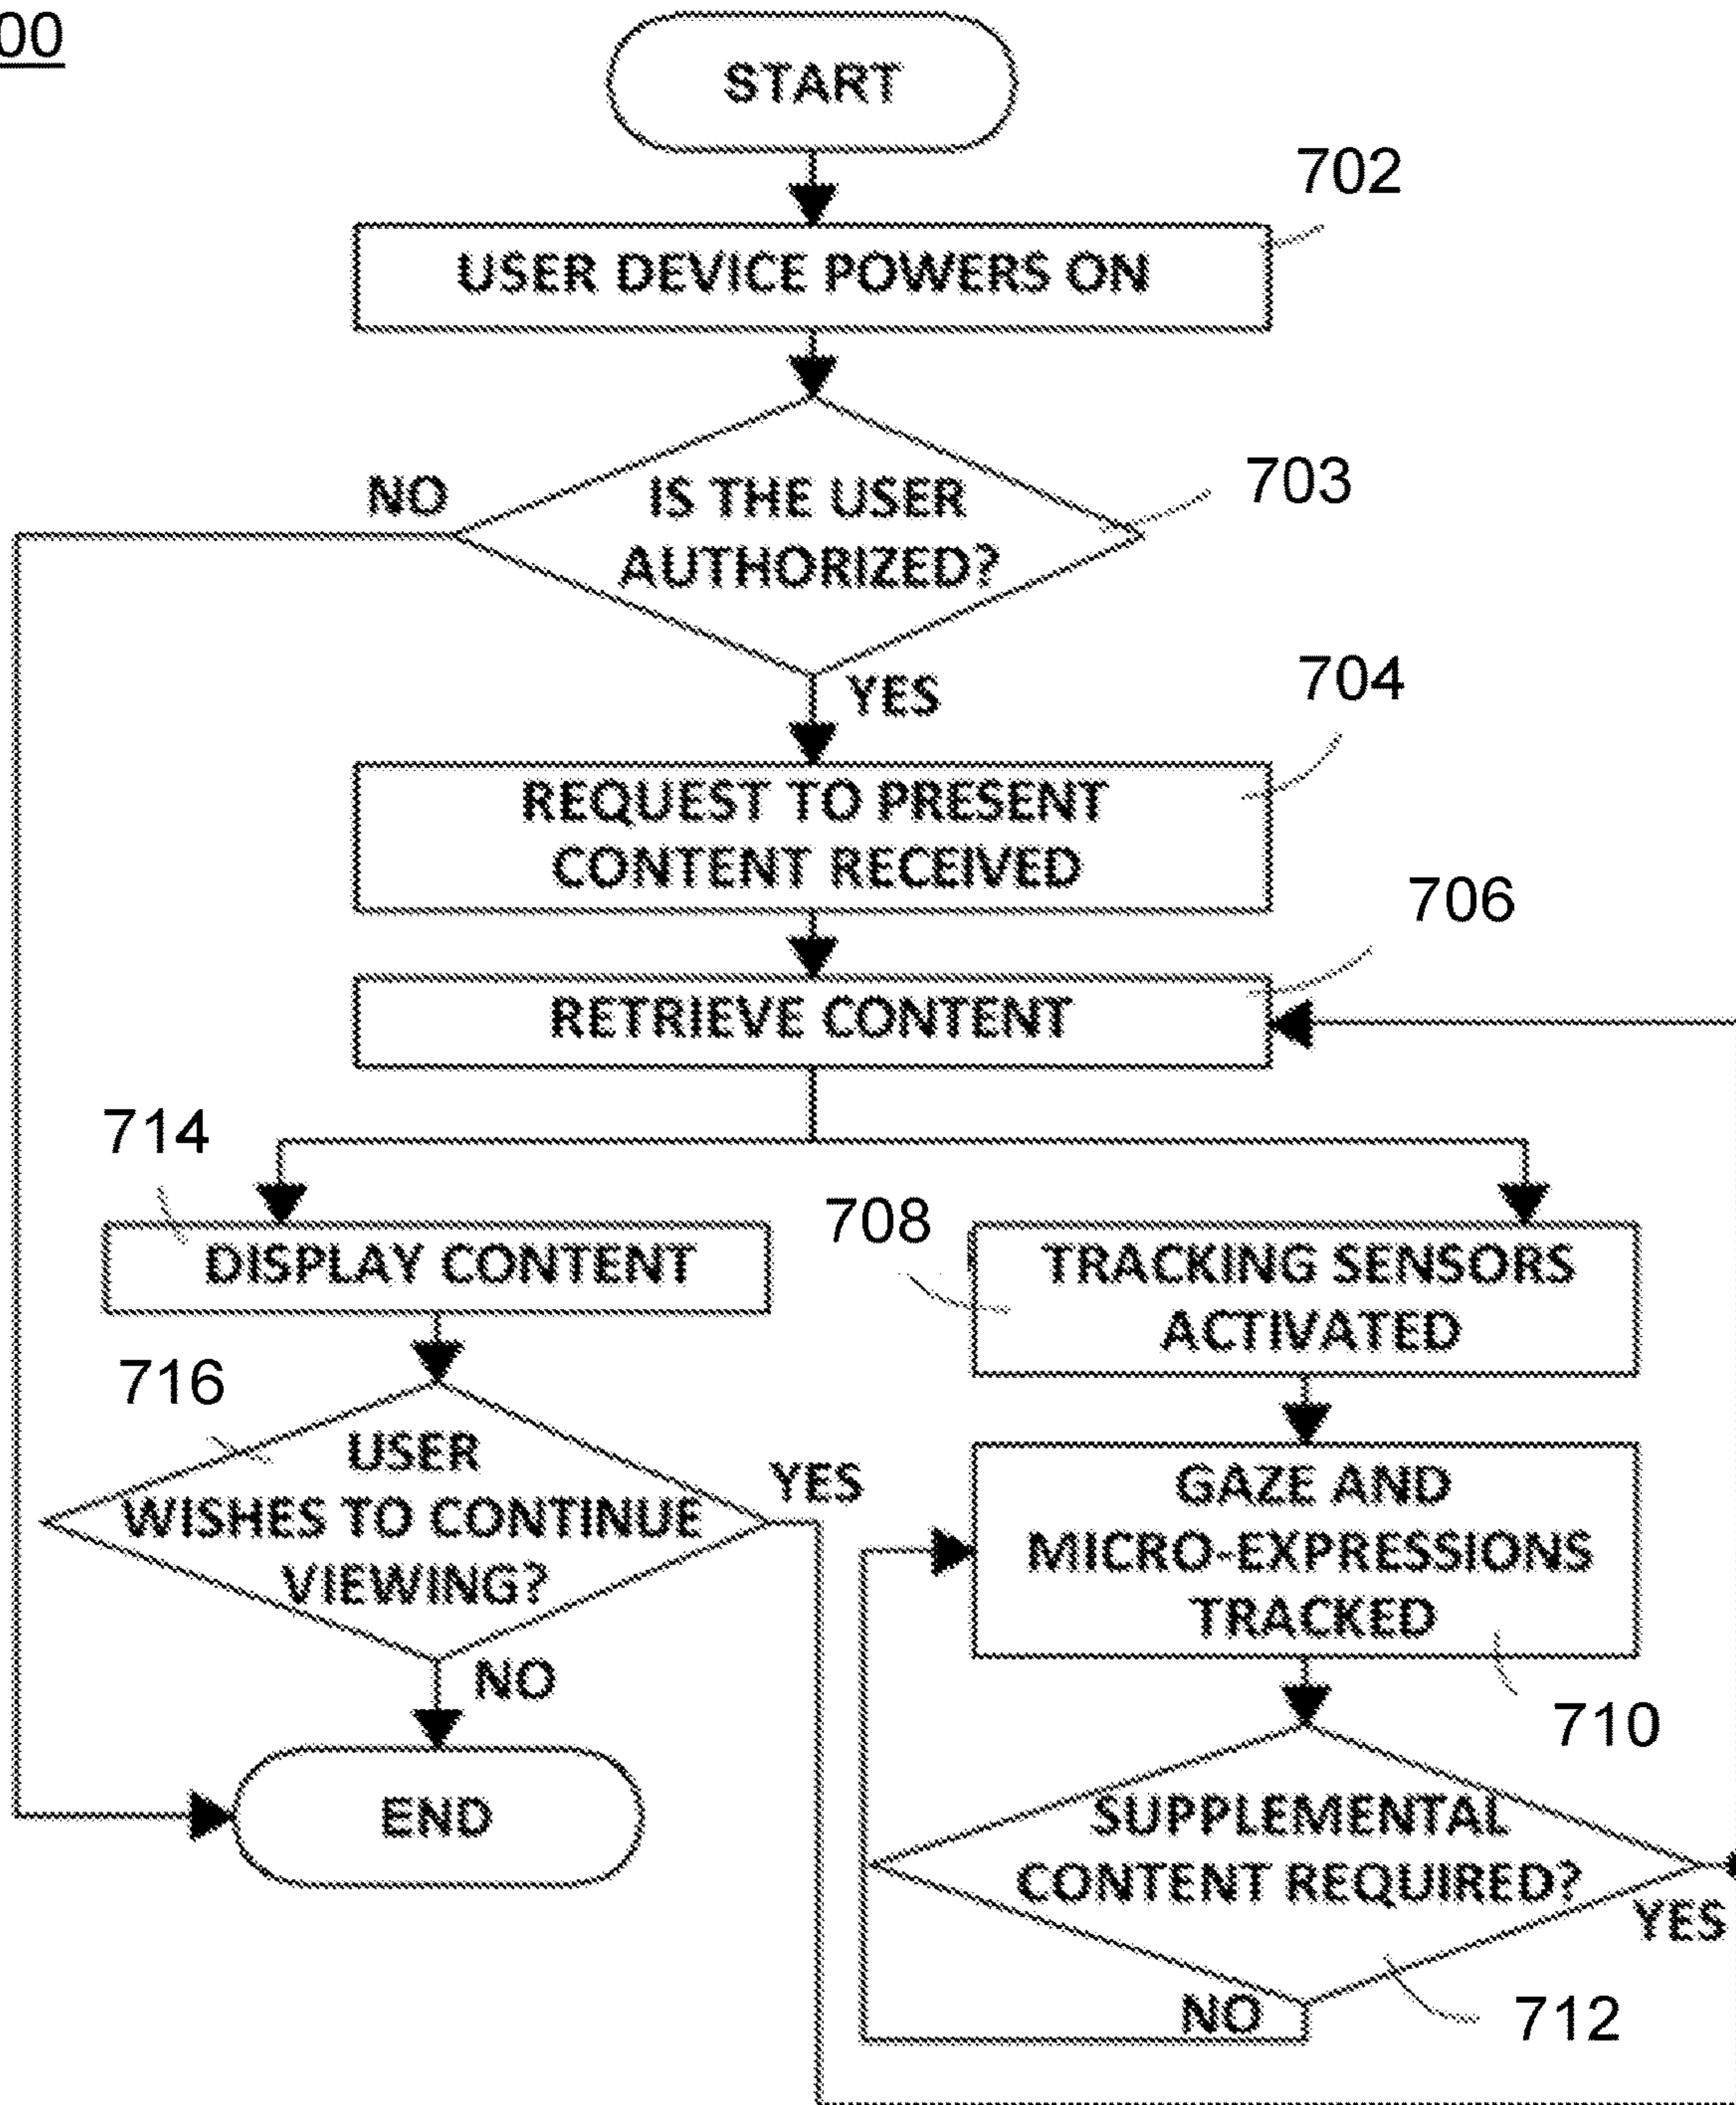 00
START
702
USER DEVICE POWERS ON
703
NO
IS THE USER
AUTHORIZED?
YES
704
REQUEST TO PRESENT
CONTENT RECEIVED
706
RETRIEVE CONTENT
714
DISPLAY CONTENT
708
TRACKING SENSORS
ACTIVATED
716
USER
WISHES TO CONTINUE
VIEWING?
YES
NO
END
GAZE AND
MICRO-EXPRESSIONS
TRACKED
710
SUPPLEMENTAL
CONTENT REQUIRED?
YES
NO
712